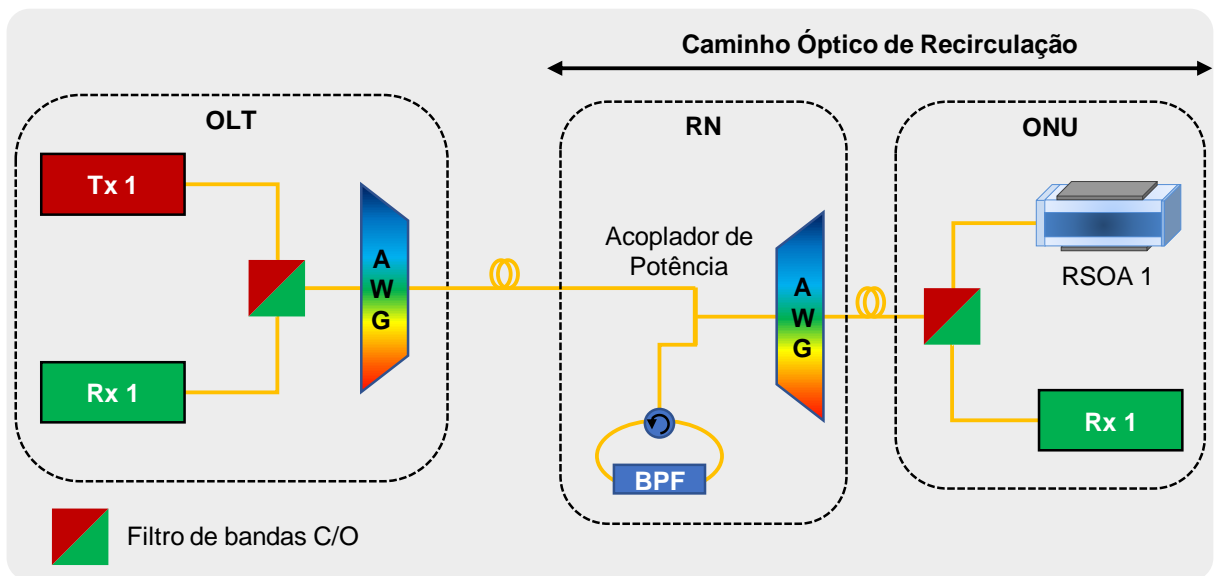 Caminho Óptico de Recirculação
OLT
RN
ONU
Tx 1
Rx 1
A
W
G
Acoplador de
Potência
A
W
G
BPF
RSOA 1
Rx 1
Filtro de bandas C/O